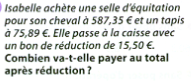 Isabelle achète une selle d'équitation
pour son cheval à 587,35 € et un tapis
à 75,89 €. Elle passe à la caisse avec
un bon de réduction de 15,50 €.
Combien va-t-elle payer au total
après réduction ?